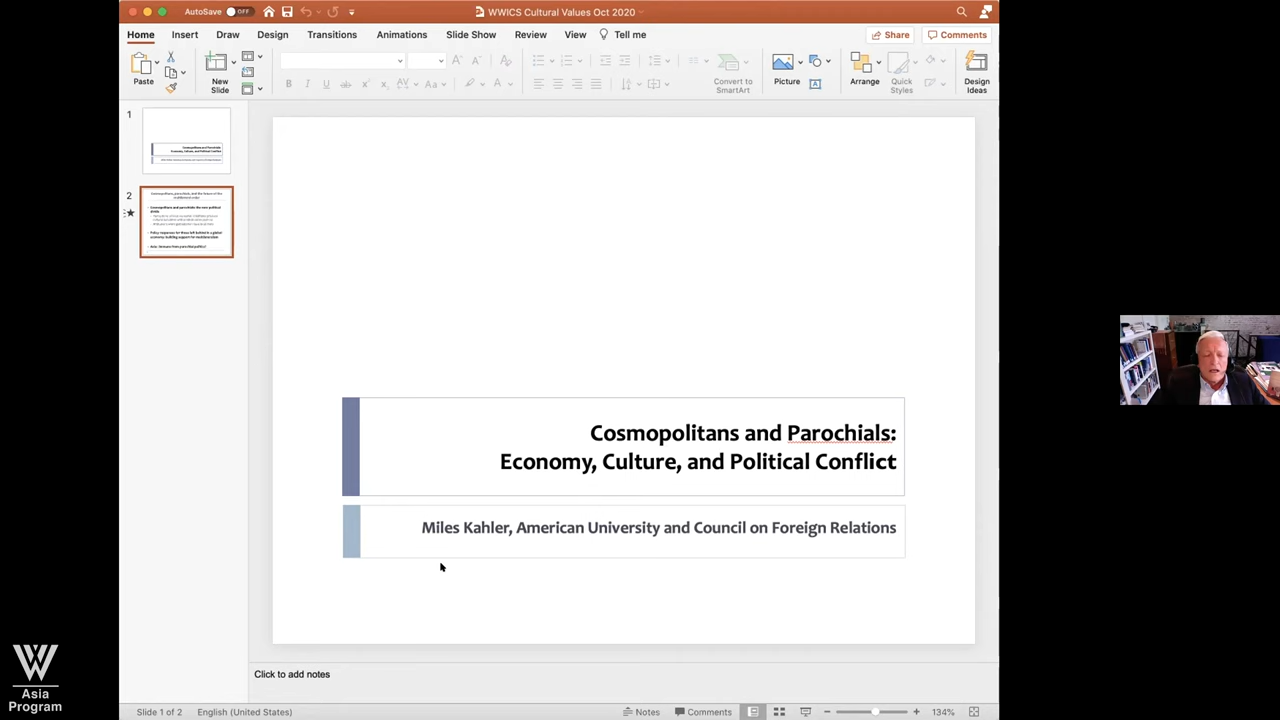 AutoSave OFF
WWICS Cultural Values Oct 2020
Home Insert Draw Design Transitions Animations Slide Show Review View Tell me Share Comments
Paste
New
Slide
Convert to
SmartArt
Picture
Arrange
Quick
Styles
Design
Ideas
1
2
Cosmopolitans and Parochials:
Economy, Culture, and Political Conflict
Miles Kahler, American University and Council on Foreign Relations
Click to add notes
Slide 1 of 2 English (United States) Notes Comments 134%
W
Asia
Program